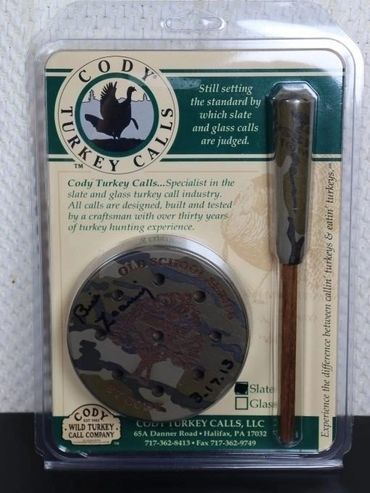 CODY
TURKEY CALLS
™
Still setting
the standard by
which slate
and glass calls
are judged.
Cody Turkey Calls...Specialist in the
slate and glass turkey call industry.
All calls are designed, built and tested
by a craftsman with over thirty years
of turkey hunting experience.
Experience the difference between callin' turkeys & eatin' turkeys.™
OLD SCHOOL
3-17-13
Slate
Glass
CODY
WILD TURKEY
CALL COMPANY
CODY TURKEY CALLS, LLC
65A Danner Road • Halifax, PA 17032
717-362-8413 • Fax 717-362-9749